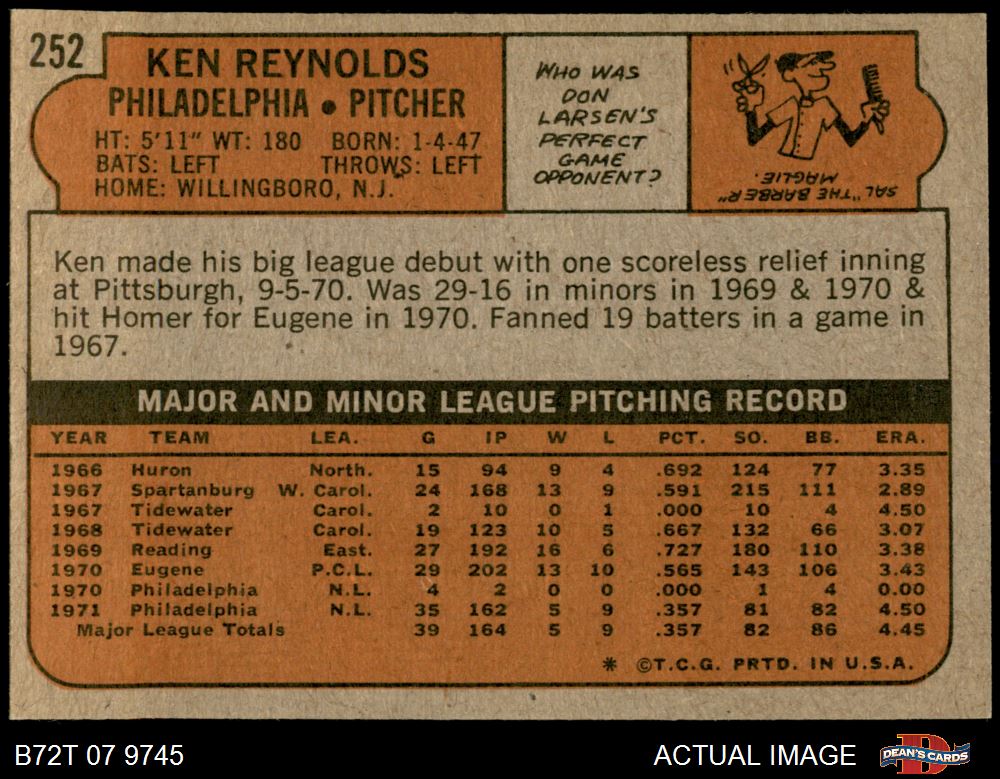 252
KEN REYNOLDS
PHILADELPHIA • PITCHER
HT: 5'11" WT: 180 BORN: 1-4-47
BATS: LEFT THROWS: LEFT
HOME: WILLINGBORO, N.J.
WHO WAS
DON
LARSEN'S
PERFECT
GAME
OPPONENT?
SAL "THE BARBER"
MAGLIE.
Ken made his big league debut with one scoreless relief inning
at Pittsburgh, 9-5-70. Was 29-16 in minors in 1969 & 1970 &
hit Homer for Eugene in 1970. Fanned 19 batters in a game in
1967.
MAJOR AND MINOR LEAGUE PITCHING RECORD
YEAR TEAM LEA. G IP W L PCT. SO. BB. ERA.
1966 Huron North. 15 94 9 4 .692 124 77 3.35
1967 Spartanburg W. Carol. 24 168 13 9 .591 215 111 2.89
1967 Tidewater Carol. 2 10 0 1 .000 10 4 4.50
1968 Tidewater Carol. 19 123 10 5 .667 132 66 3.07
1969 Reading East. 27 192 16 6 .727 180 110 3.38
1970 Eugene P.C.L. 29 202 13 10 .565 143 106 3.43
1970 Philadelphia N.L. 4 2 0 0 .000 1 4 0.00
1971 Philadelphia N.L. 35 162 5 9 .357 81 82 4.50
Major League Totals 39 164 5 9 .357 82 86 4.45
* ©T.C.G. PRTD. IN U.S.A.
B72T 07 9745
ACTUAL IMAGE
D
DEAN'S CARDS